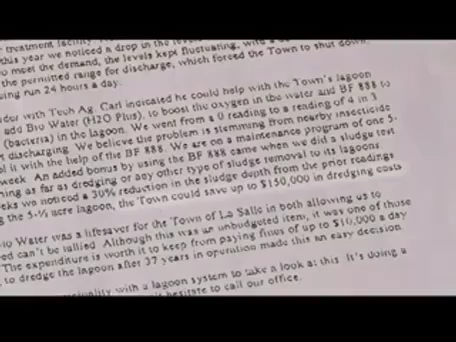 treatment facility.
this year we noticed a drop in the levels
to meet the demand, the levels kept fluctuating, with a
the permitted range for discharge, which forced the Town to shut down.
being run 24 hours a day.
with Tech Ag. Carl indicated he could help with the Town's lagoon
add Bio Water (H2O Plus), to boost the oxygen in the water and BF 888 to
(bacteria) in the lagoon. We went from a 0 reading to a reading of 4 in 3
discharging. We believe the problem is stemming from nearby insecticide
it with the help of the BF 888. We are on a maintenance program of one 5-
week. An added bonus by using the BF 888 came when we did a sludge test
as far as dredging or any other type of sludge removal to its lagoons
we noticed a 30% reduction in the sludge depth from the prior readings
the 5-½ acre lagoon, the Town could save up to $150,000 in dredging costs
Bio Water was a lifesaver for the Town of La Salle in both allowing us to
can't be tallied. Although this was an unbudgeted item, it was one of those
The expenditure is worth it to keep from paying fines of up to $10,000 a day
to dredge the lagoon after 37 years in operation made this an easy decision.
with a lagoon system to take a look at this. It's doing a
hesitate to call our office.